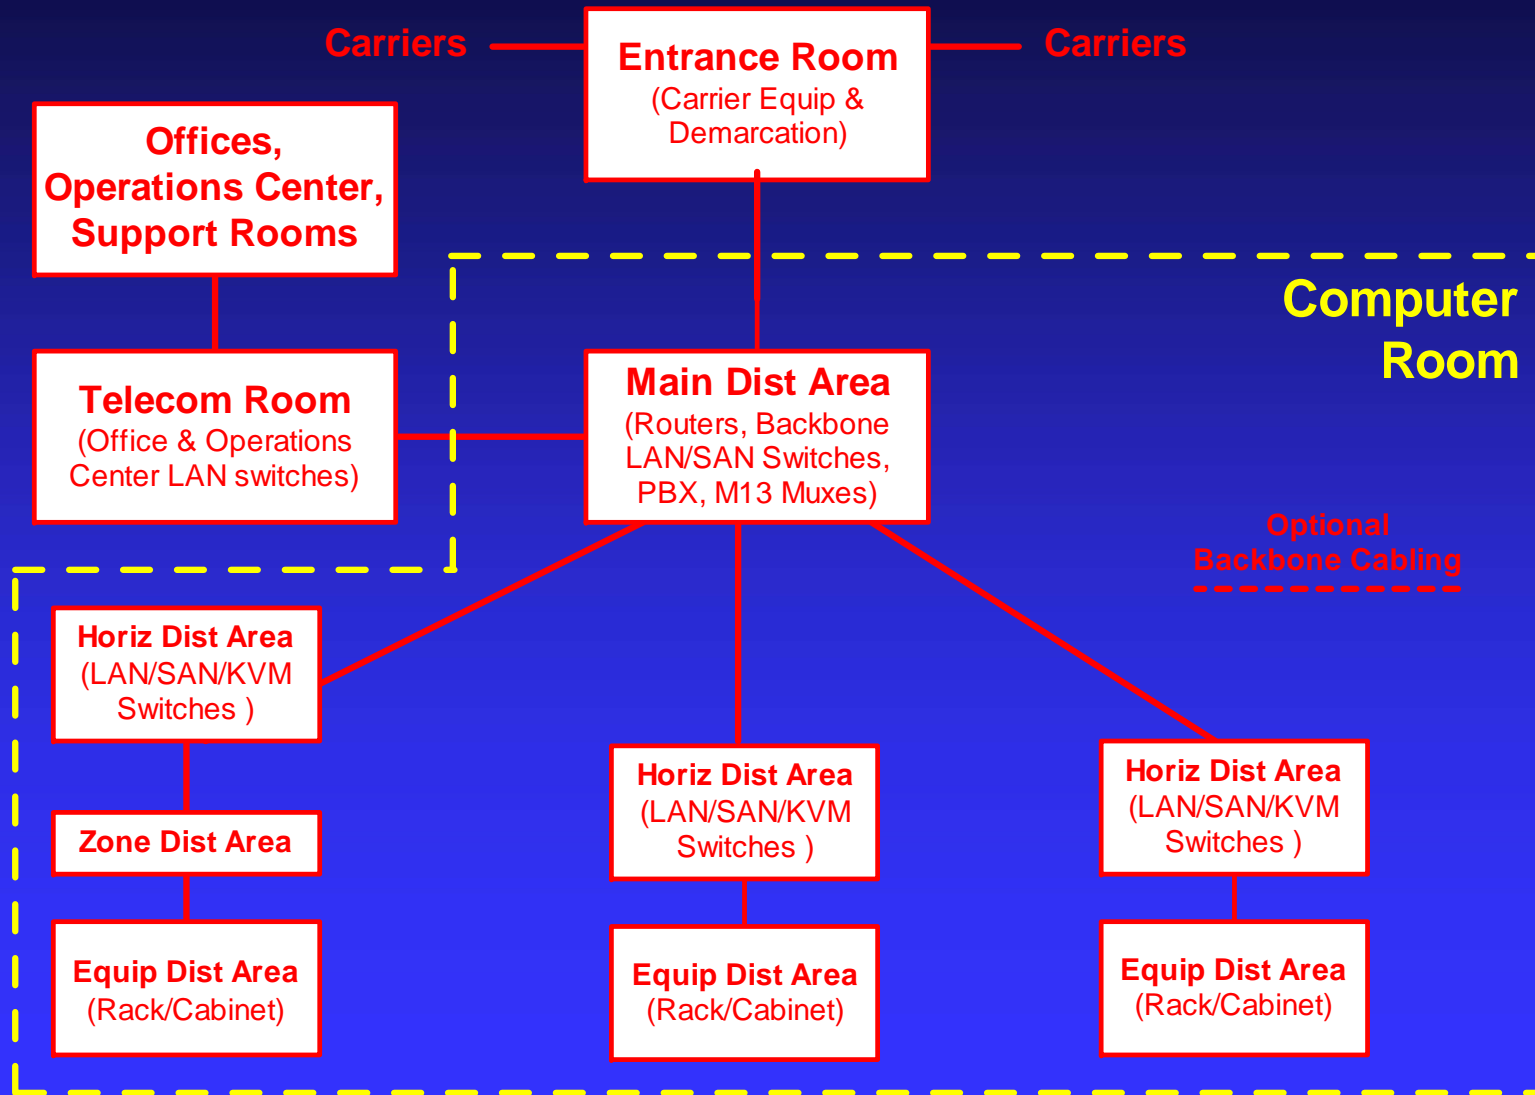 Carriers
Entrance Room
(Carrier Equip &
Demarcation)
Carriers
Offices,
Operations Center,
Support Rooms
Computer
Room
Telecom Room
(Office & Operations
Center LAN switches)
Main Dist Area
(Routers, Backbone
LAN/SAN Switches,
PBX, M13 Muxes)
Optional
Backbone Cabling
Horiz Dist Area
(LAN/SAN/KVM
Switches )
Horiz Dist Area
(LAN/SAN/KVM
Switches )
Horiz Dist Area
(LAN/SAN/KVM
Switches )
Zone Dist Area
Equip Dist Area
(Rack/Cabinet)
Equip Dist Area
(Rack/Cabinet)
Equip Dist Area
(Rack/Cabinet)